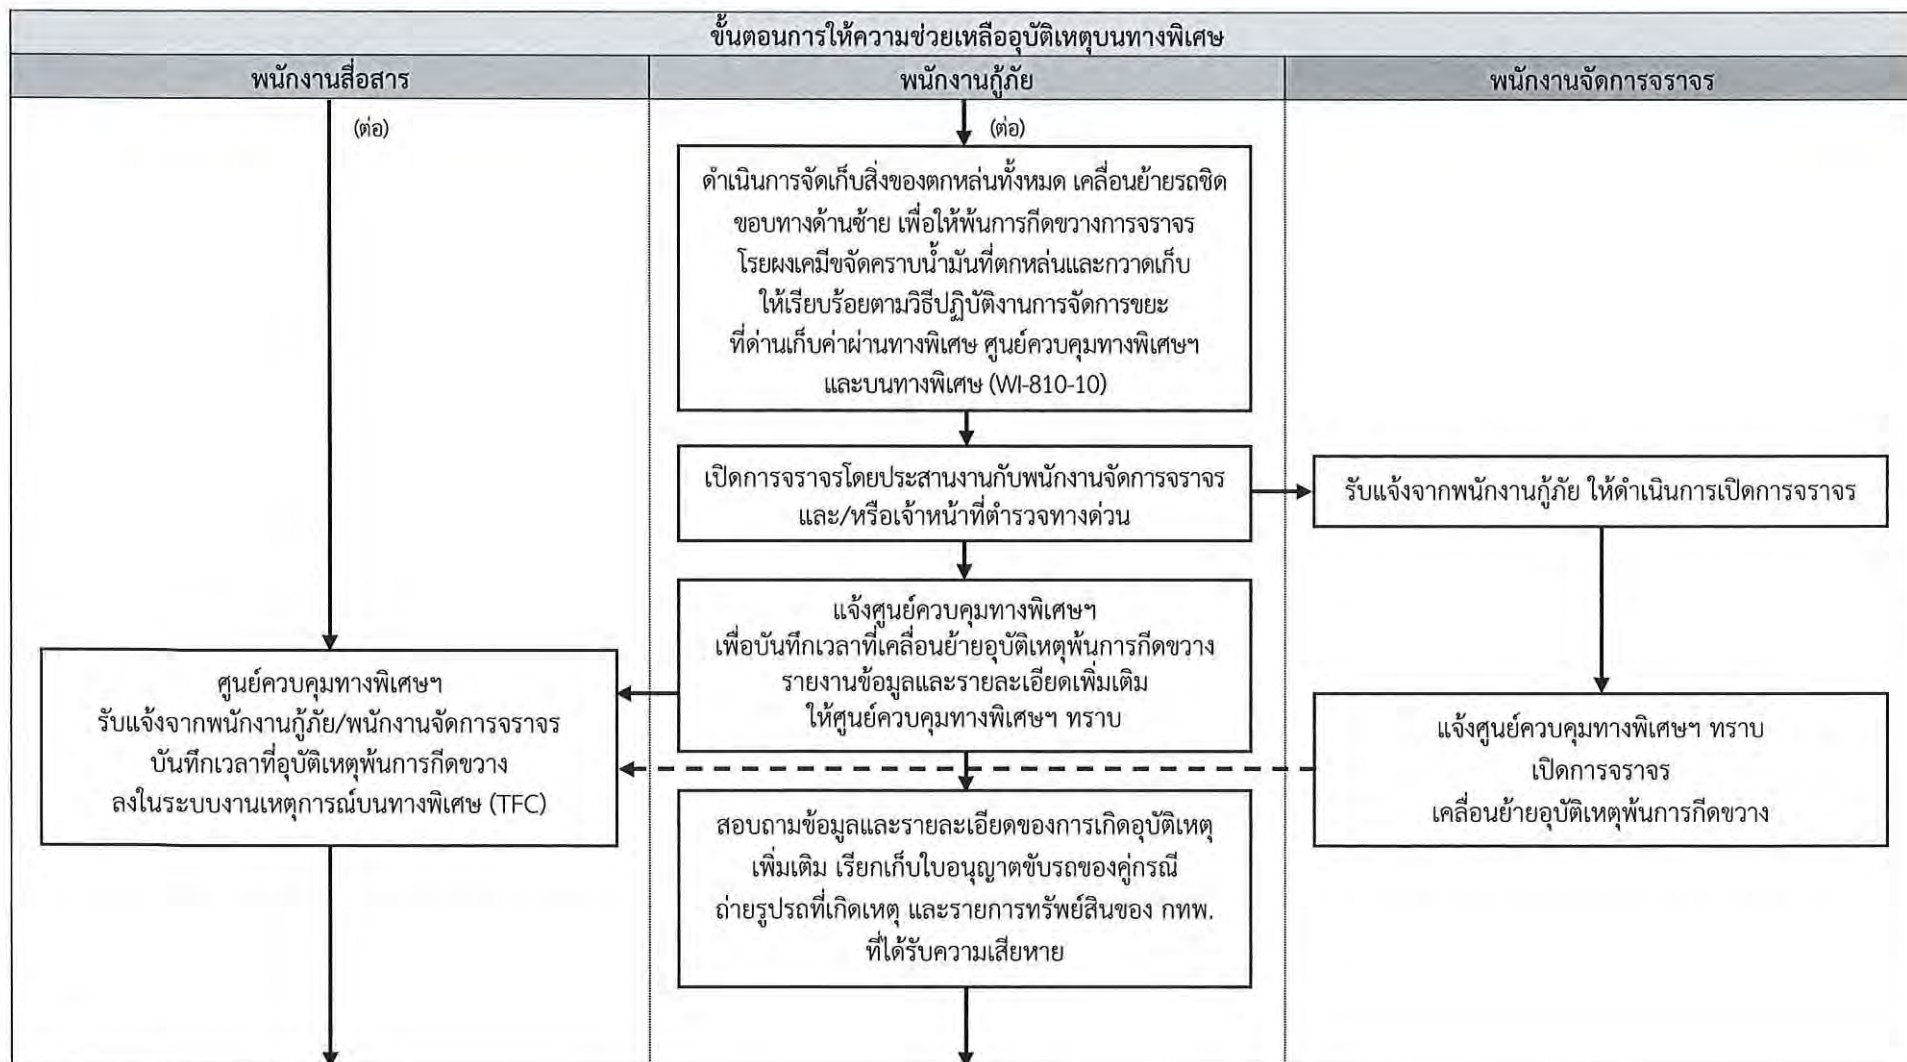 ขั้นตอนการให้ความช่วยเหลืออุบัติเหตุบนทางพิเศษ
พนักงานสื่อสาร
พนักงานกู้ภัย
พนักงานจัดการจราจร
(ต่อ)
(ต่อ)
ดำเนินการจัดเก็บสิ่งของตกหล่นทั้งหมด เคลื่อนย้ายรถชิด
ขอบทางด้านซ้าย เพื่อให้พ้นการกีดขวางการจราจร
โรยผงเคมีขจัดคราบน้ำมันที่ตกหล่นและกวาดเก็บ
ให้เรียบร้อยตามวิธีปฏิบัติงานการจัดการขยะ
ที่ด่านเก็บค่าผ่านทางพิเศษ ศูนย์ควบคุมทางพิเศษฯ
และบนทางพิเศษ (WI-810-10)
เปิดการจราจรโดยประสานงานกับพนักงานจัดการจราจร
และ/หรือเจ้าหน้าที่ตำรวจทางด่วน
รับแจ้งจากพนักงานกู้ภัย ให้ดำเนินการเปิดการจราจร
แจ้งศูนย์ควบคุมทางพิเศษฯ
เพื่อบันทึกเวลาที่เคลื่อนย้ายอุบัติเหตุพ้นการกีดขวาง
รายงานข้อมูลและรายละเอียดเพิ่มเติม
ให้ศูนย์ควบคุมทางพิเศษฯ ทราบ
ศูนย์ควบคุมทางพิเศษฯ
รับแจ้งจากพนักงานกู้ภัย/พนักงานจัดการจราจร
บันทึกเวลาที่อุบัติเหตุพ้นการกีดขวาง
ลงในระบบงานเหตุการณ์บนทางพิเศษ (TFC)
แจ้งศูนย์ควบคุมทางพิเศษฯ ทราบ
เปิดการจราจร
เคลื่อนย้ายอุบัติเหตุพ้นการกีดขวาง
สอบถามข้อมูลและรายละเอียดของการเกิดอุบัติเหตุ
เพิ่มเติม เรียกเก็บใบอนุญาตขับรถของคู่กรณี
ถ่ายรูปรถที่เกิดเหตุ และรายการทรัพย์สินของ กทพ.
ที่ได้รับความเสียหาย